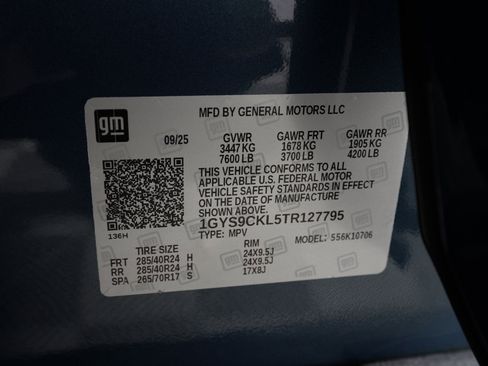 gm
MFD BY GENERAL MOTORS LLC
09/25 GVWR GAWR FRT GAWR RR
3447 KG 1678 KG 1905 KG
7600 LB 3700 LB 4200 LB
THIS VEHICLE CONFORMS TO ALL
APPLICABLE U.S. FEDERAL MOTOR
VEHICLE SAFETY STANDARDS IN EFFECT
ON THE DATE OF MANUFACTURE
SHOWN ABOVE.
1GYS9CKL5TR127795
136H TYPE: MPV MODEL: 556K10706
TIRE SIZE RIM
FRT 285/40R24 H 24X9.5J
RR 285/40R24 H 24X9.5J
SPA 265/70R17 S 17X8J